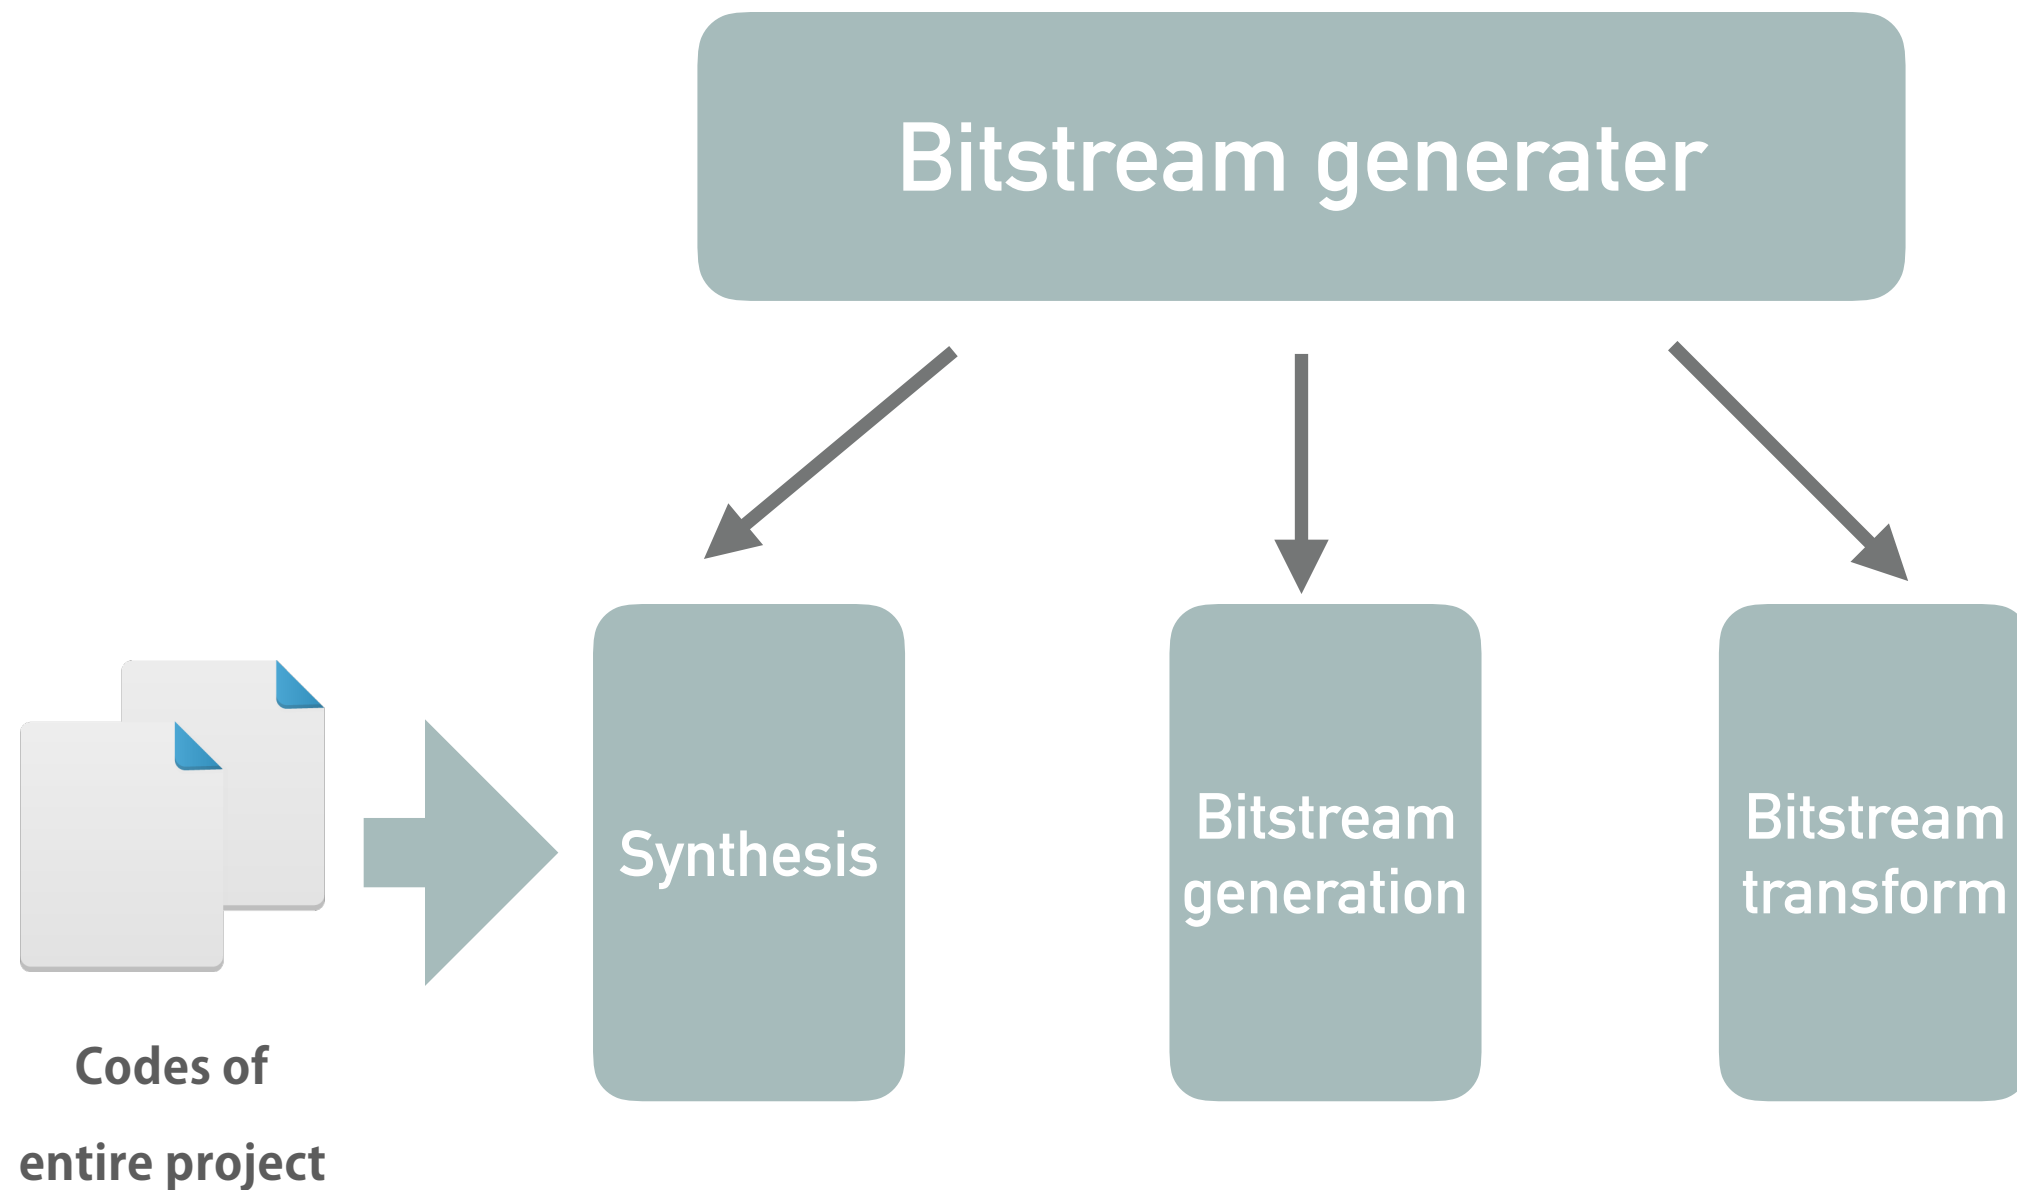 Bitstream generater
Synthesis
Bitstream
generation
Bitstream
transform
Codes of
entire project